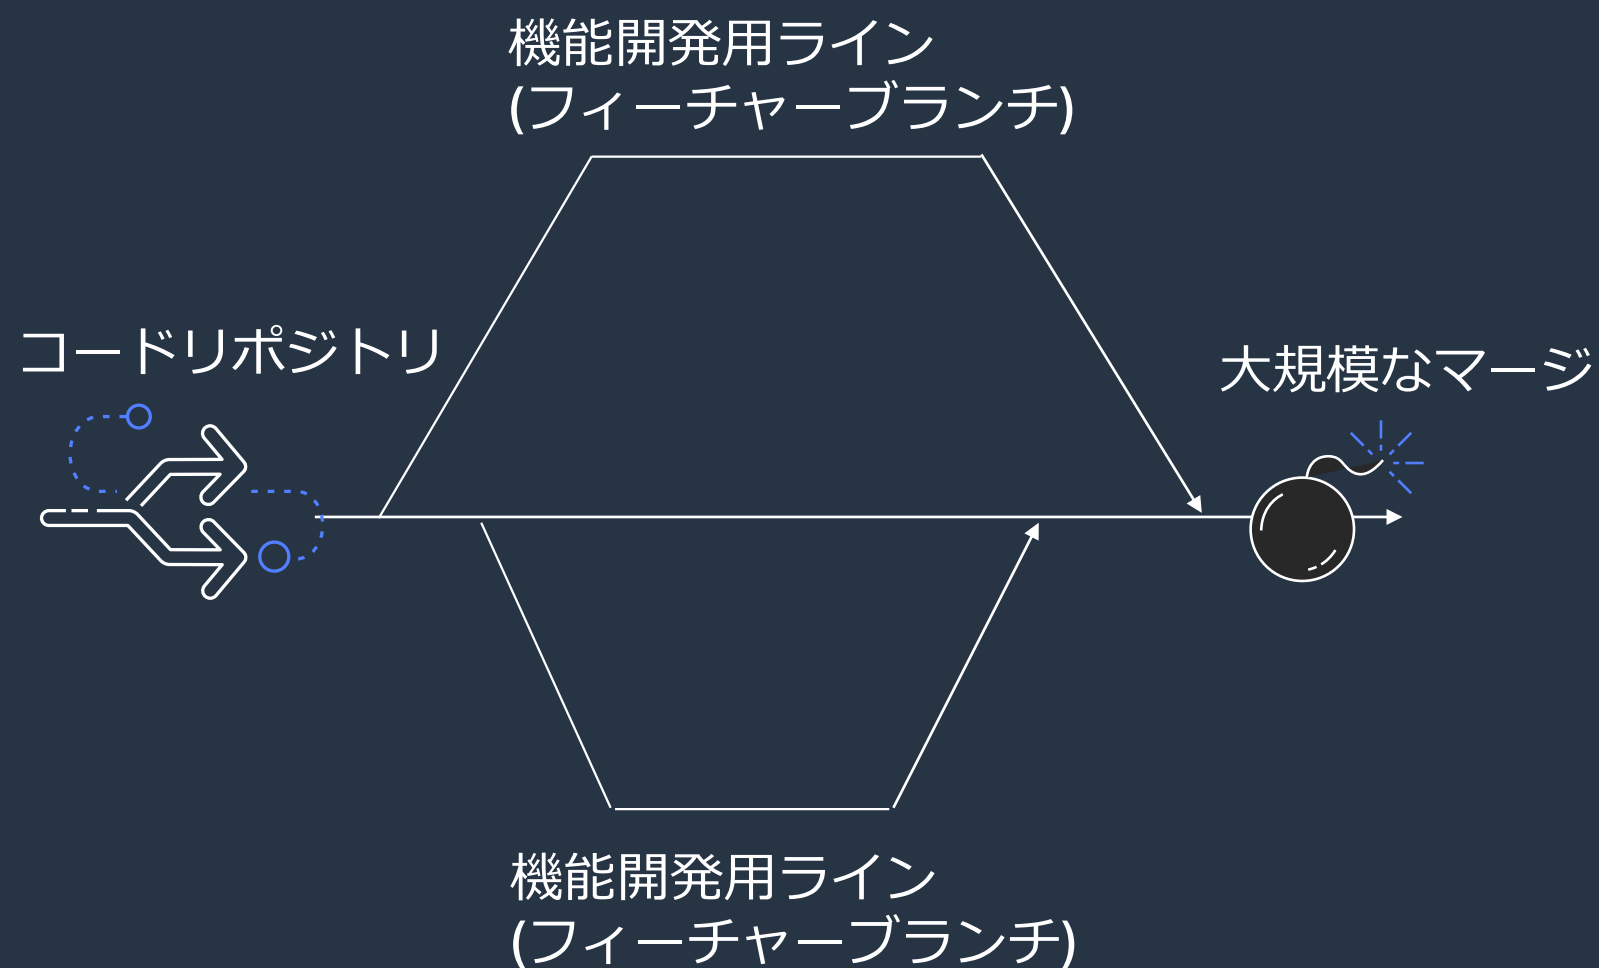 機能開発用ライン
(フィーチャーブランチ)
コードリポジトリ
大規模なマージ
機能開発用ライン
(フィーチャーブランチ)